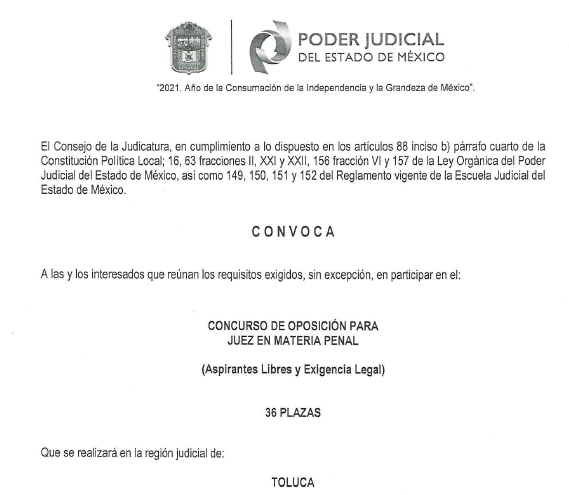 PODER JUDICIAL
DEL ESTADO DE MÉXICO
"2021. Año de la Consumación de la Independencia y la Grandeza de México".
El Consejo de la Judicatura, en cumplimiento a lo dispuesto en los artículos 88 inciso b) párrafo cuarto de la
Constitución Política Local; 16, 63 fracciones II, XXI y XXII, 156 fracción VI y 157 de la Ley Orgánica del Poder
Judicial del Estado de México, así como 149, 150, 151 y 152 del Reglamento vigente de la Escuela Judicial del
Estado de México.
C O N V O C A
A las y los interesados que reúnan los requisitos exigidos, sin excepción, en participar en el:
CONCURSO DE OPOSICIÓN PARA
JUEZ EN MATERIA PENAL
(Aspirantes Libres y Exigencia Legal)
36 PLAZAS
Que se realizará en la región judicial de:
TOLUCA